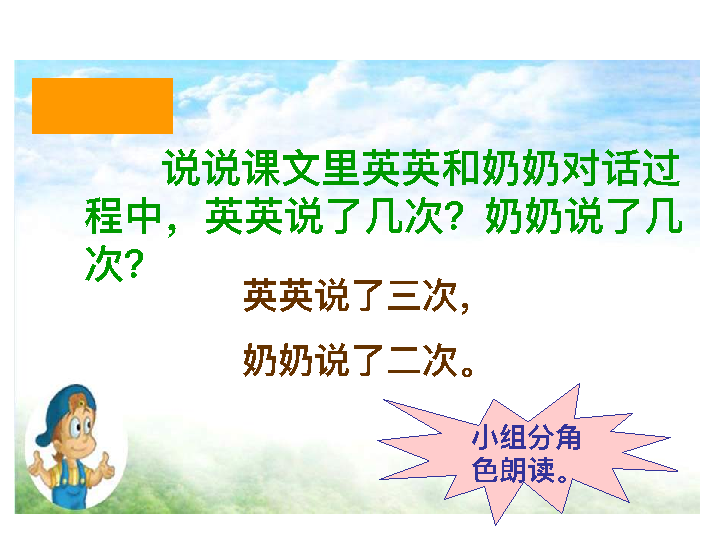 说说课文里英英和奶奶对话过
程中，英英说了几次？奶奶说了几
次？
英英说了三次，
奶奶说了二次。
小组分角
色朗读。